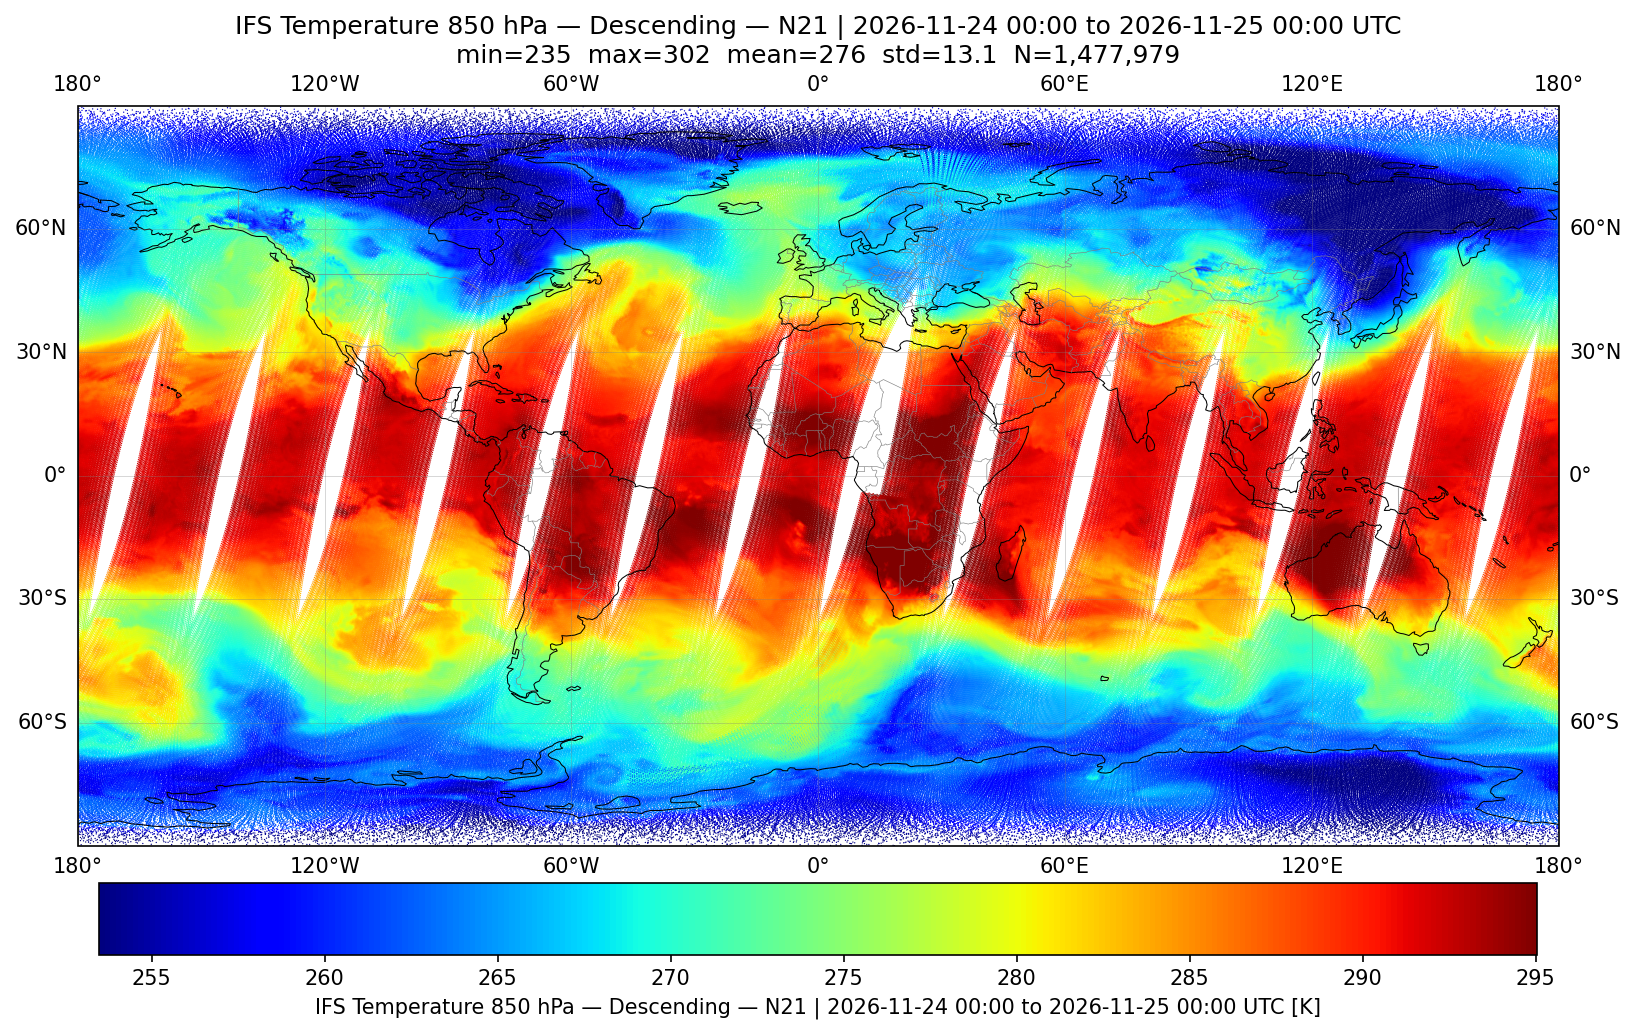 IFS Temperature 850 hPa — Descending — N21 | 2026-11-24 00:00 to 2026-11-25 00:00 UTC
min=235 max=302 mean=276 std=13.1 N=1,477,979
180° 120°W 60°W 0° 60°E 120°E 180°
60°N 60°N
30°N 30°N
0° 0°
30°S 30°S
60°S 60°S
180° 120°W 60°W 0° 60°E 120°E 180°
255 260 265 270 275 280 285 290 295
IFS Temperature 850 hPa — Descending — N21 | 2026-11-24 00:00 to 2026-11-25 00:00 UTC [K]